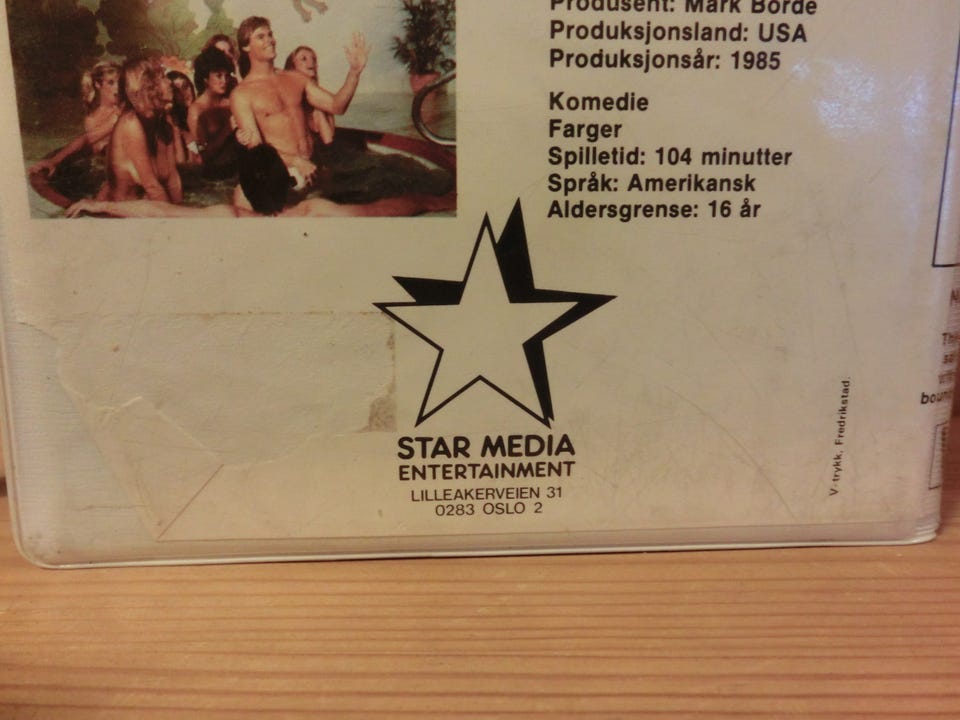 Produsent: Mark Borde
Produksjonsland: USA
Produksjonsår: 1985
Komedie
Farger
Spilletid: 104 minutter
Språk: Amerikansk
Aldersgrense: 16 år
STAR MEDIA
ENTERTAINMENT
LILLEAKERVEIEN 31
0283 OSLO 2
V-trykk, Fredrikstad.